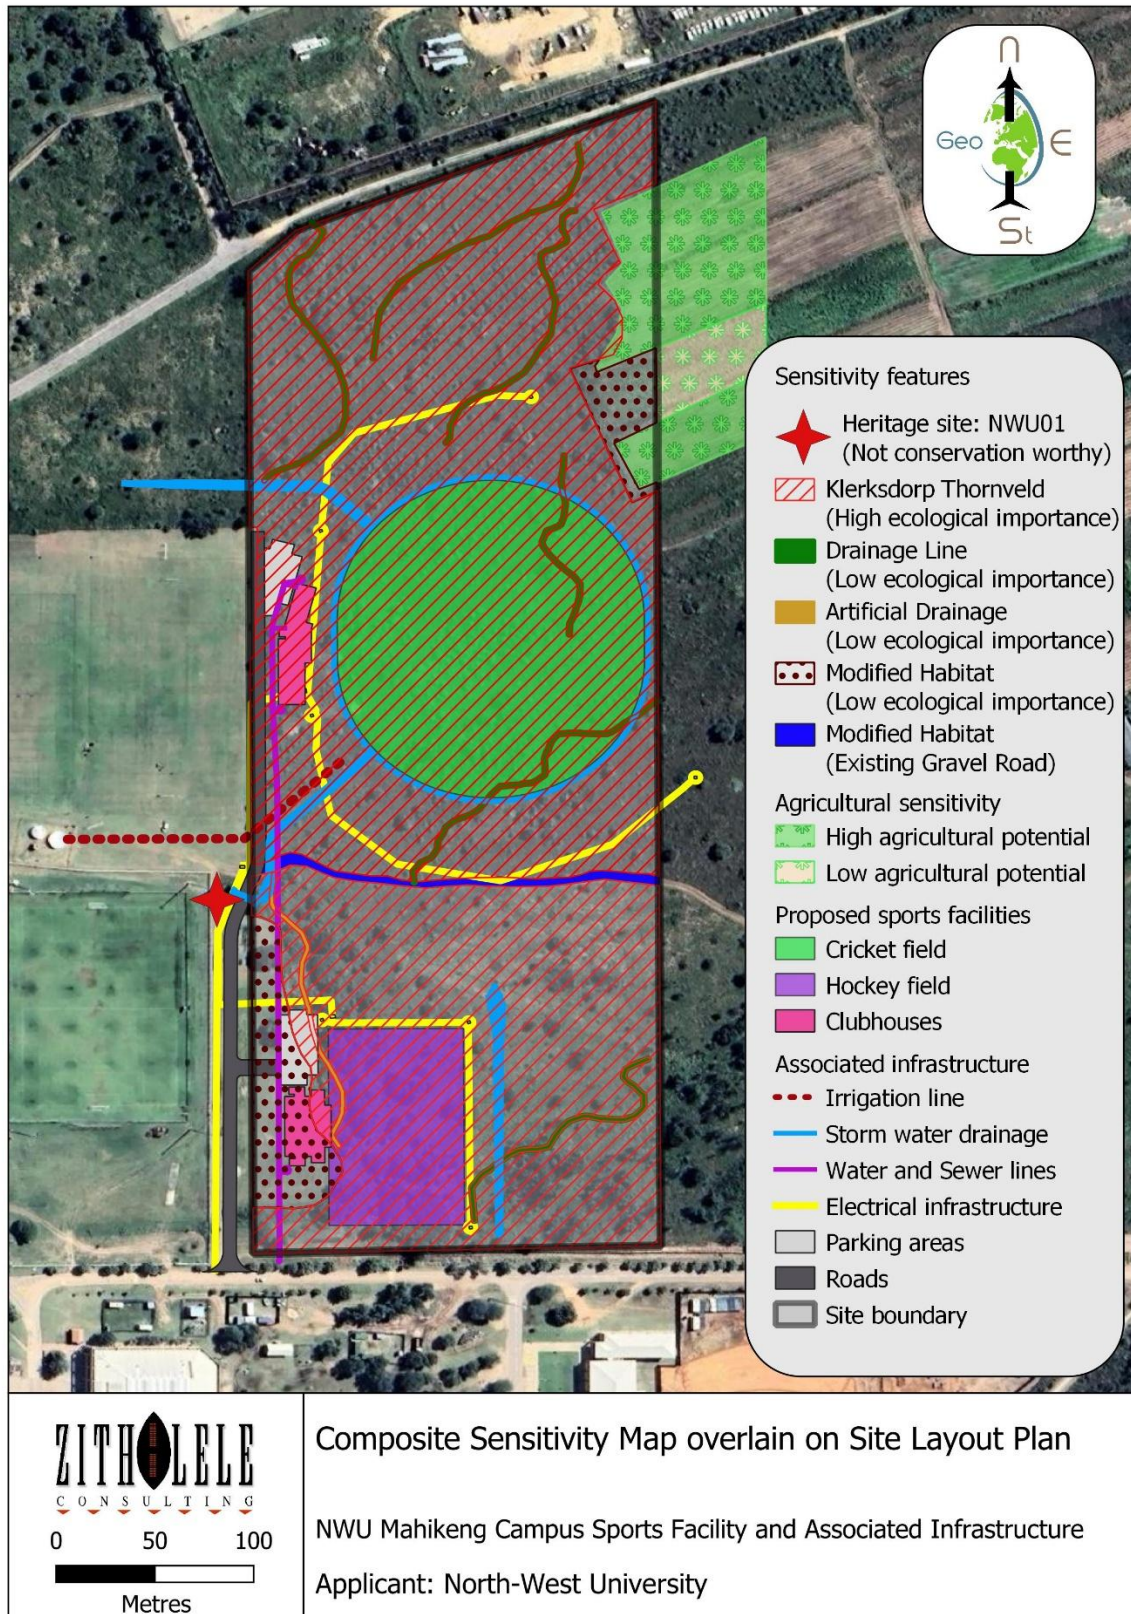 n
Geo
E
St
Sensitivity features
Heritage site: NWU01
(Not conservation worthy)
Klerksdorp Thornveld
(High ecological importance)
Drainage Line
(Low ecological importance)
Artificial Drainage
(Low ecological importance)
Modified Habitat
(Low ecological importance)
Modified Habitat
(Existing Gravel Road)
Agricultural sensitivity
High agricultural potential
Low agricultural potential
Proposed sports facilities
Cricket field
Hockey field
Clubhouses
Associated infrastructure
Irrigation line
Storm water drainage
Water and Sewer lines
Electrical infrastructure
Parking areas
Roads
Site boundary
ZITHOLELE
CONSULTING
0 50 100
Metres
Composite Sensitivity Map overlain on Site Layout Plan
NWU Mahikeng Campus Sports Facility and Associated Infrastructure
Applicant: North-West University